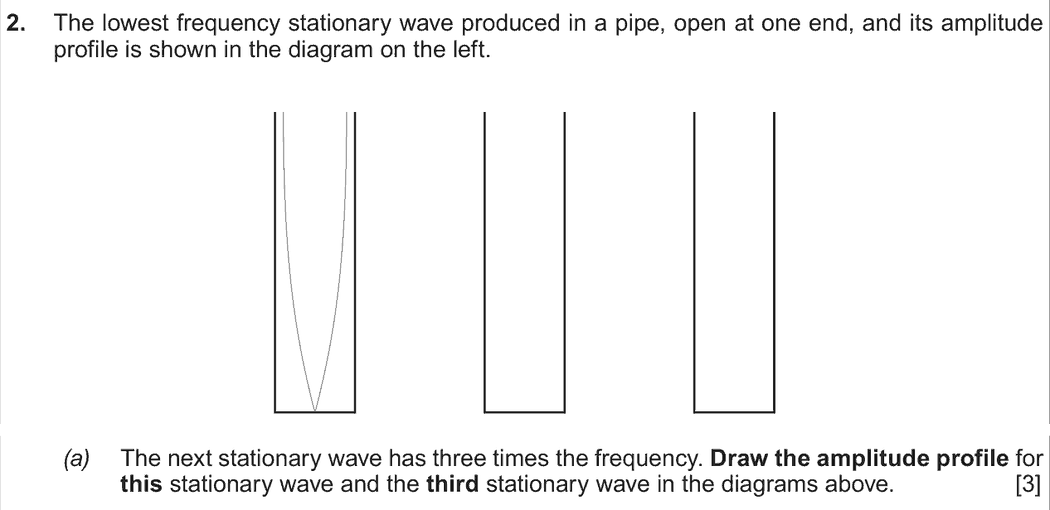 2. The lowest frequency stationary wave produced in a pipe, open at one end, and its amplitude
profile is shown in the diagram on the left.
(a) The next stationary wave has three times the frequency. Draw the amplitude profile for
this stationary wave and the third stationary wave in the diagrams above. [3]